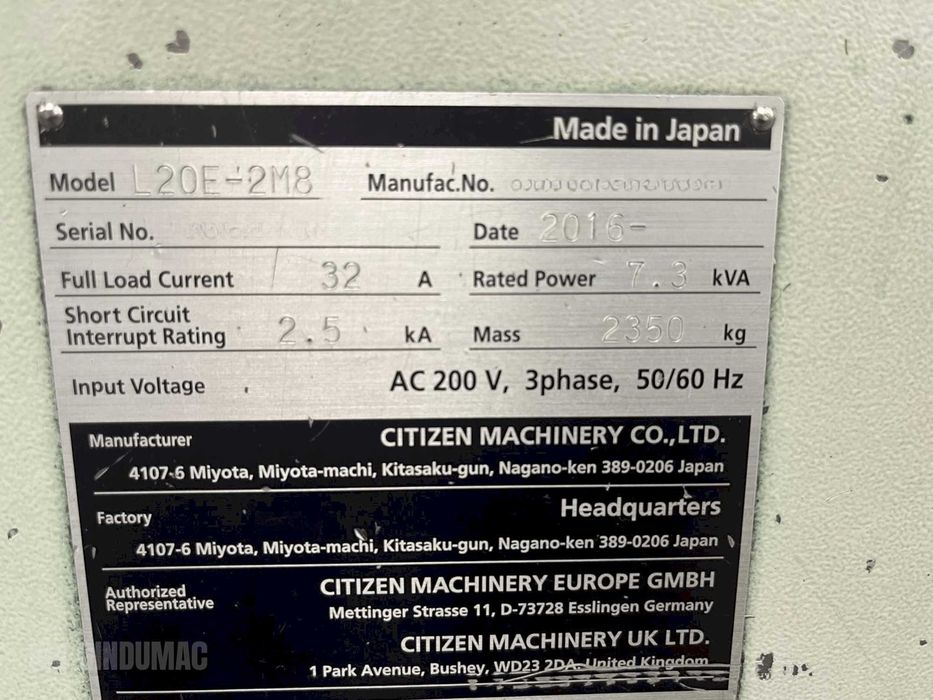 Made in Japan
Model L20E-2M8 Manufac.No.
Serial No. Date 2016-
Full Load Current 32 A Rated Power 7.3 kVA
Short Circuit
Interrupt Rating 2.5 kA Mass 2350 kg
Input Voltage AC 200 V, 3phase, 50/60 Hz
Manufacturer CITIZEN MACHINERY CO.,LTD.
4107-6 Miyota, Miyota-machi, Kitasaku-gun, Nagano-ken 389-0206 Japan
Factory Headquarters
4107-6 Miyota, Miyota-machi, Kitasaku-gun, Nagano-ken 389-0206 Japan
Authorized
Representative CITIZEN MACHINERY EUROPE GMBH
Mettinger Strasse 11, D-73728 Esslingen Germany
CITIZEN MACHINERY UK LTD.
1 Park Avenue, Bushey, WD23 2DA, United Kingdom
INDUMAC